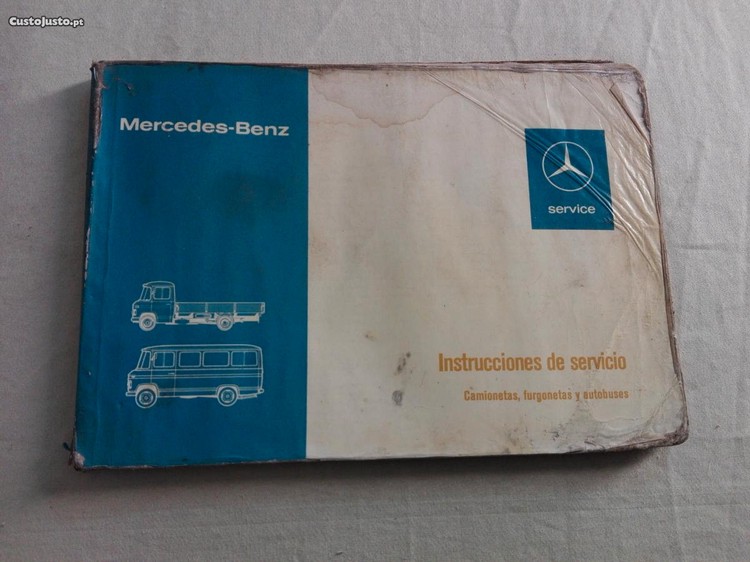 CustoJusto.pt
Mercedes-Benz
service
Instrucciones de servicio
Camionetas, furgonetas y autobuses